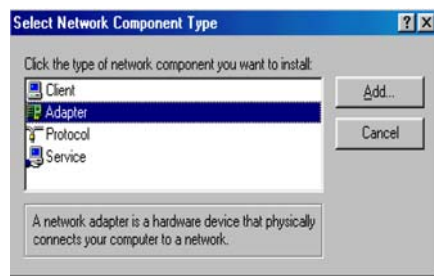 Select Network Component Type
Click the type of network component you want to install:
Client
Add...
Adapter
Protocol
Cancel
Service
A network adapter is a hardware device that physically
connects your computer to a network.